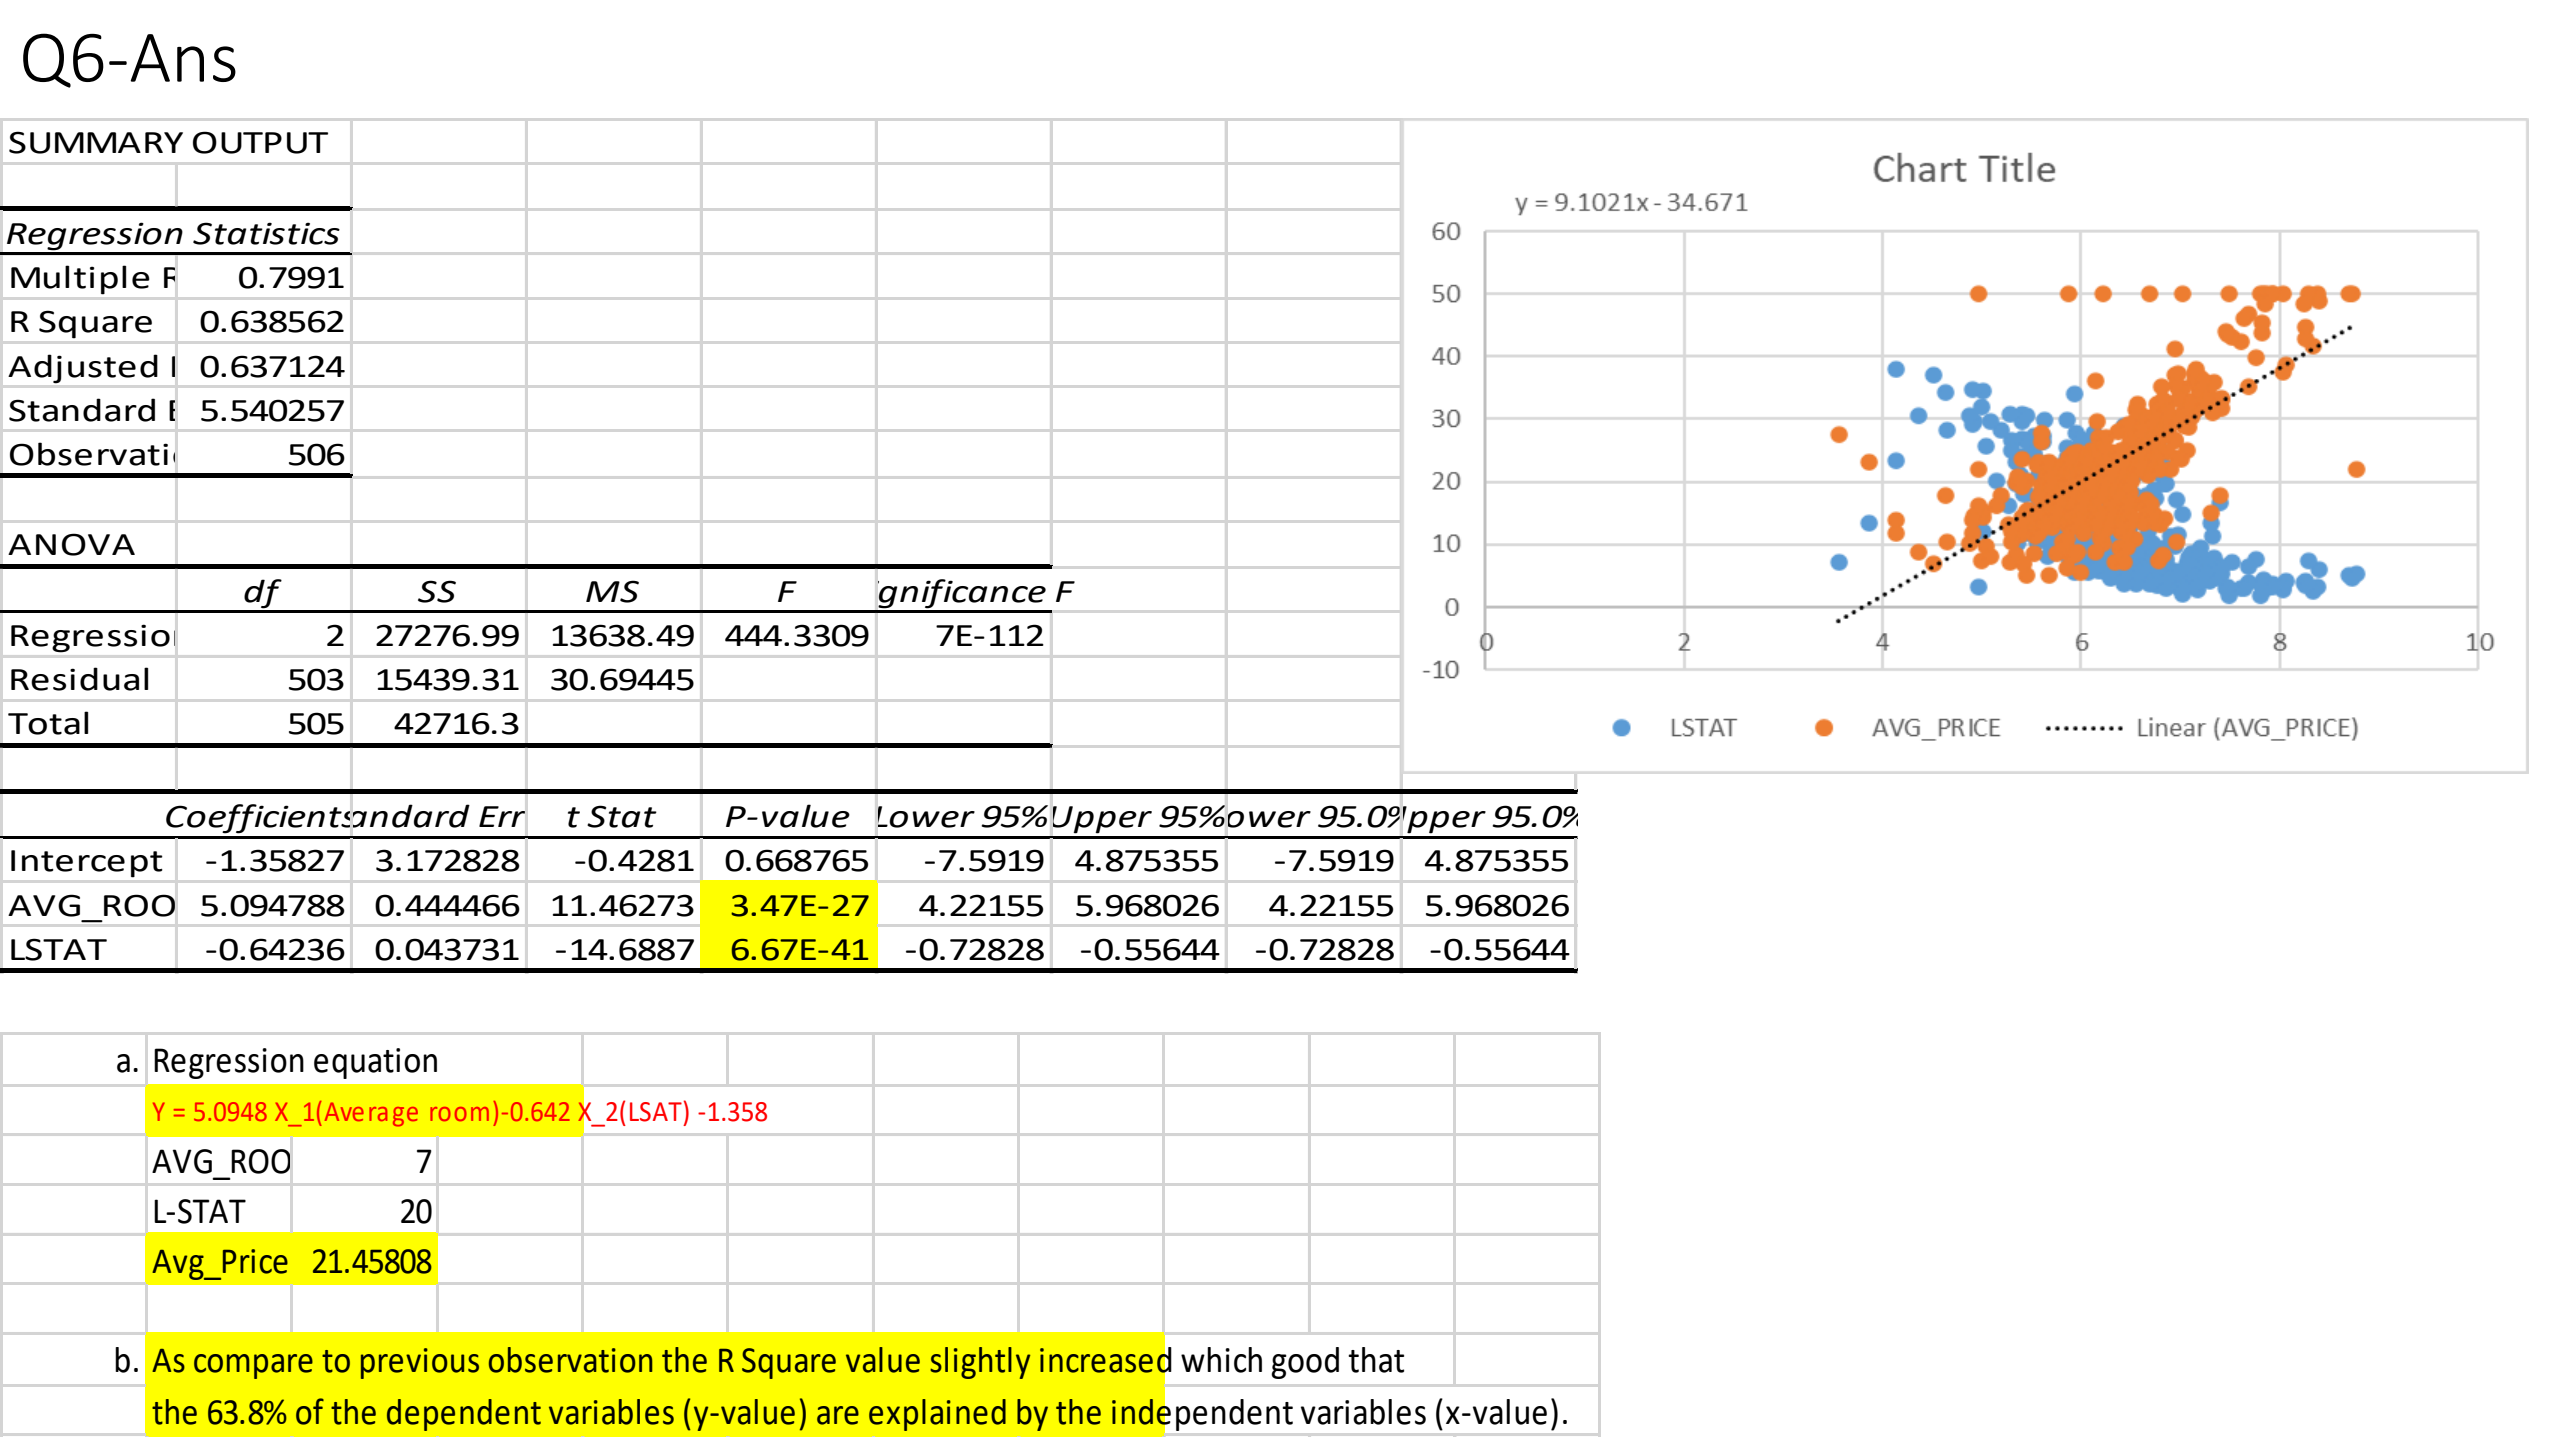 Q6-Ans
SUMMARY OUTPUT
Regression Statistics
Multiple R 0.7991
R Square 0.638562
Adjusted 0.637124
Standard 5.540257
Observati 506
ANOVA
df SS MS F gnificance F
Regressio 2 27276.99 13638.49 444.3309 7E-112
Residual 503 15439.31 30.69445
Total 505 42716.3
Coefficients andard Err t Stat P-value Lower 95% Upper 95% ower 95.0% pper 95.0%
Intercept -1.35827 3.172828 -0.4281 0.668765 -7.5919 4.875355 -7.5919 4.875355
AVG_ROO 5.094788 0.444466 11.46273 3.47E-27 4.22155 5.968026 4.22155 5.968026
LSTAT -0.64236 0.043731 -14.6887 6.67E-41 -0.72828 -0.55644 -0.72828 -0.55644
Chart Title
y = 9.1021x - 34.671
60
50
40
30
20
10
0
-10
0 2 4 6 8 10
LSTAT AVG_PRICE Linear (AVG_PRICE)
a. Regression equation
Y = 5.0948 X_1(Average room)-0.642 X_2(LSAT) -1.358
AVG_ROO 7
L-STAT 20
Avg_Price 21.45808
b. As compare to previous observation the R Square value slightly increased which good that
the 63.8% of the dependent variables (y-value) are explained by the independent variables (x-value).